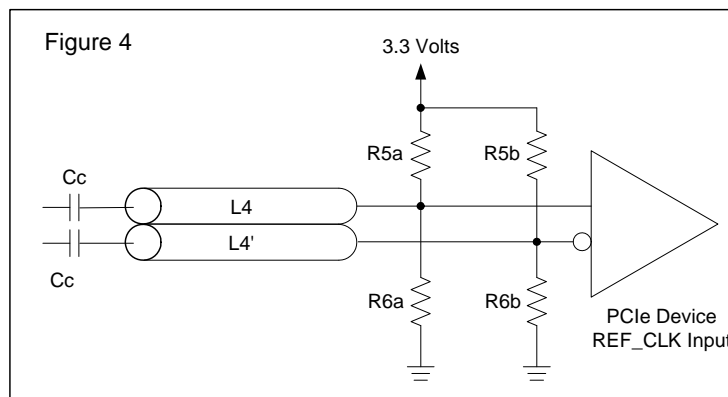 Figure 4
3.3 Volts
R5a
R5b
Cc
L4
L4'
Cc
R6a
R6b
PCIe Device
REF_CLK Input